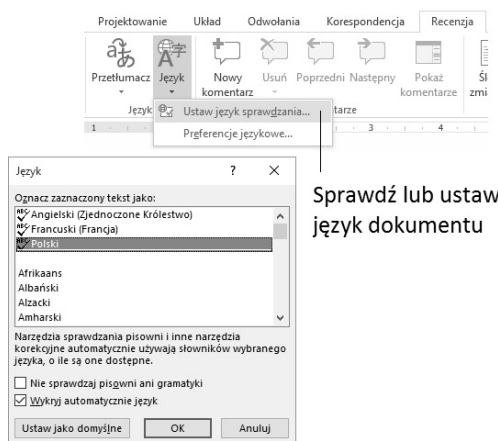 Projektowanie Układ Odwołania Korespondencja Recenzja
Przetłumacz Język Nowy komentarz Usuń Poprzedni Następny Pokaż komentarze
Język
Ustaw język sprawdzania...
Preferencje językowe...
1 3 4
Język ? X
Sprawdź lub ustaw
język dokumentu
Oznacz zaznaczony tekst jako:
Angielski (Zjednoczone Królestwo)
Francuski (Francja)
Polski
Afrikaans
Albański
Alzacki
Amharski
Narzędzia sprawdzania pisowni i inne narzędzia
korekcyjne automatycznie używają słowników wybranego
języka, o ile są one dostępne.
Nie sprawdzaj pisowni ani gramatyki
Wykryj automatycznie język
Ustaw jako domyślne OK Anuluj